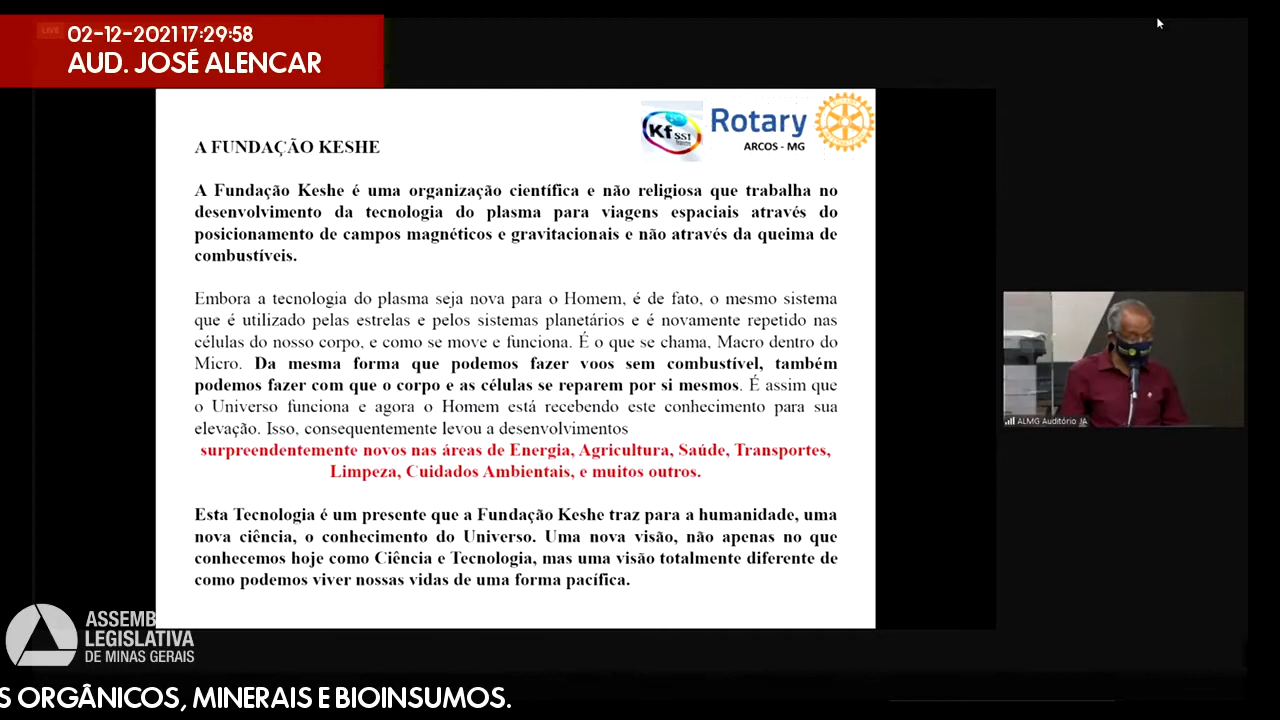 LIVE
02-12-2021 17:29:58
AUD. JOSÉ ALENCAR
Kf SSI
Rotary
ARCOS - MG
A FUNDAÇÃO KESHE
A Fundação Keshe é uma organização científica e não religiosa que trabalha no
desenvolvimento da tecnologia do plasma para viagens espaciais através do
posicionamento de campos magnéticos e gravitacionais e não através da queima de
combustíveis.
Embora a tecnologia do plasma seja nova para o Homem, é de fato, o mesmo sistema
que é utilizado pelas estrelas e pelos sistemas planetários e é novamente repetido nas
células do nosso corpo, e como se move e funciona. É o que se chama, Macro dentro do
Micro. Da mesma forma que podemos fazer voos sem combustível, também
podemos fazer com que o corpo e as células se reparem por si mesmos. É assim que
o Universo funciona e agora o Homem está recebendo este conhecimento para sua
elevação. Isso, consequentemente levou a desenvolvimentos
surpreendentemente novos nas áreas de Energia, Agricultura, Saúde, Transportes,
Limpeza, Cuidados Ambientais, e muitos outros.
Esta Tecnologia é um presente que a Fundação Keshe traz para a humanidade, uma
nova ciência, o conhecimento do Universo. Uma nova visão, não apenas no que
conhecemos hoje como Ciência e Tecnologia, mas uma visão totalmente diferente de
como podemos viver nossas vidas de uma forma pacífica.
ALMG Auditório JA
ASSEMB
LEGISLATIVA
DE MINAS GERAIS
S ORGÂNICOS, MINERAIS E BIOINSUMOS.